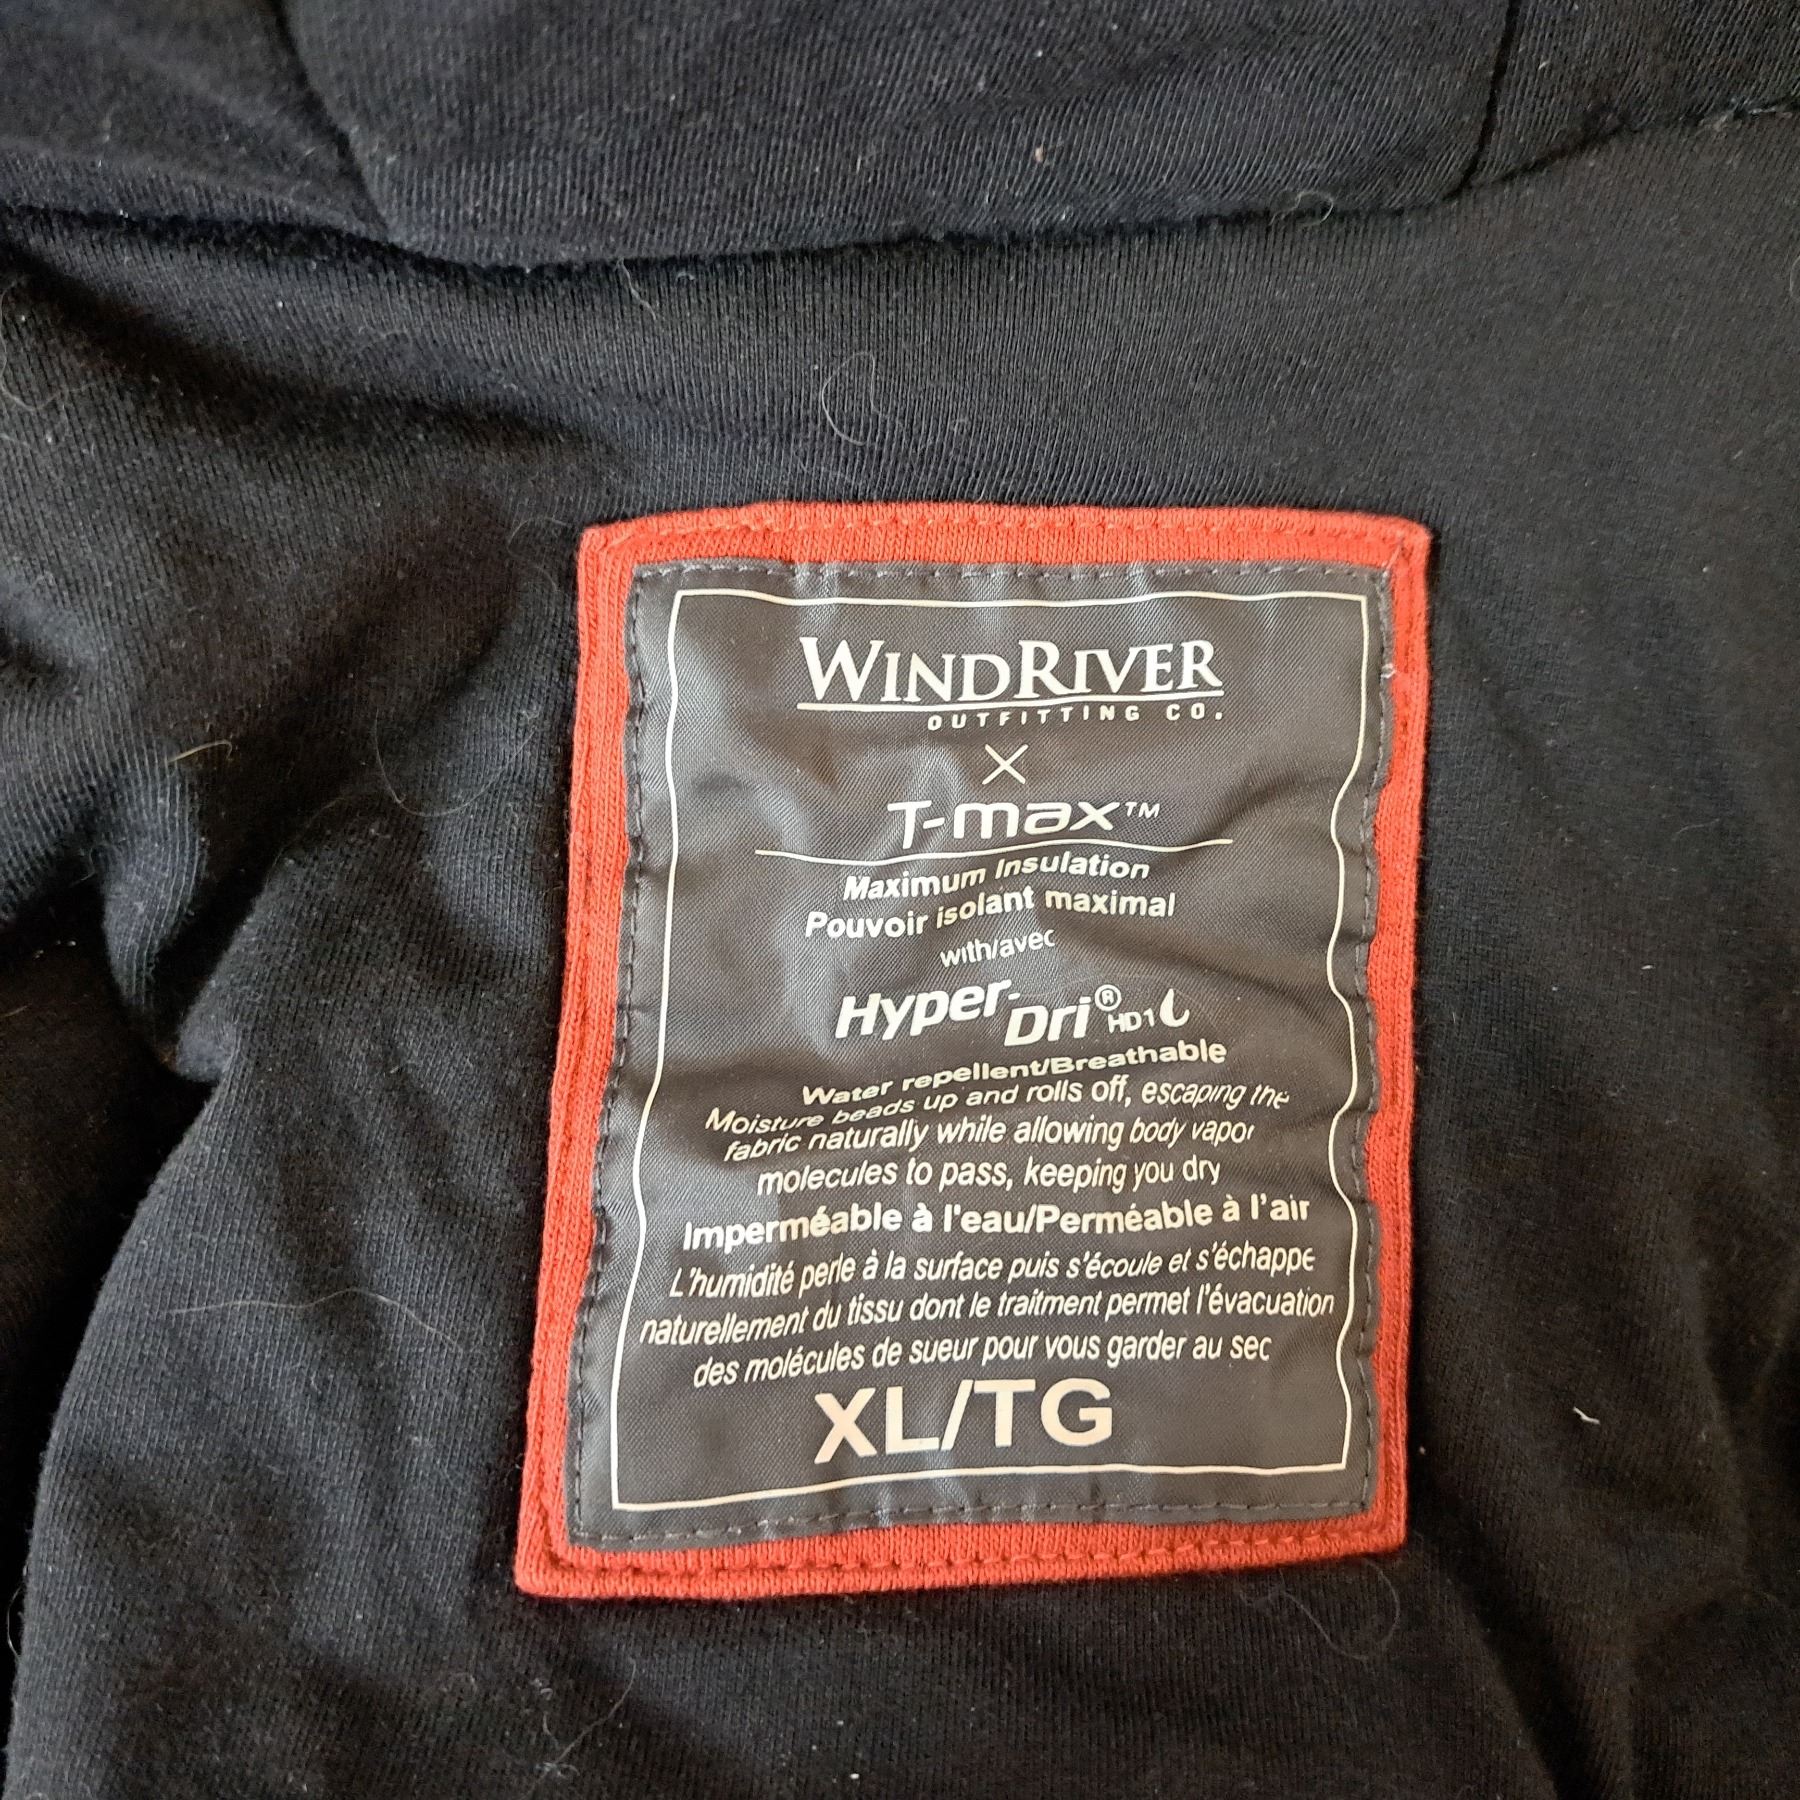 WINDRIVER
OUTFITTING CO.
X
T-max™
Maximum Insulation
Pouvoir isolant maximal
with/avec
Hyper-Dri® HD1
Water repellent/Breathable
Moisture beads up and rolls off, escaping the
fabric naturally while allowing body vapor
molecules to pass, keeping you dry
Imperméable à l'eau/Perméable à l'air
L'humidité perle à la surface puis s'écoule et s'échappe
naturellement du tissu dont le traitment permet l'évacuation
des molécules de sueur pour vous garder au sec
XL/TG